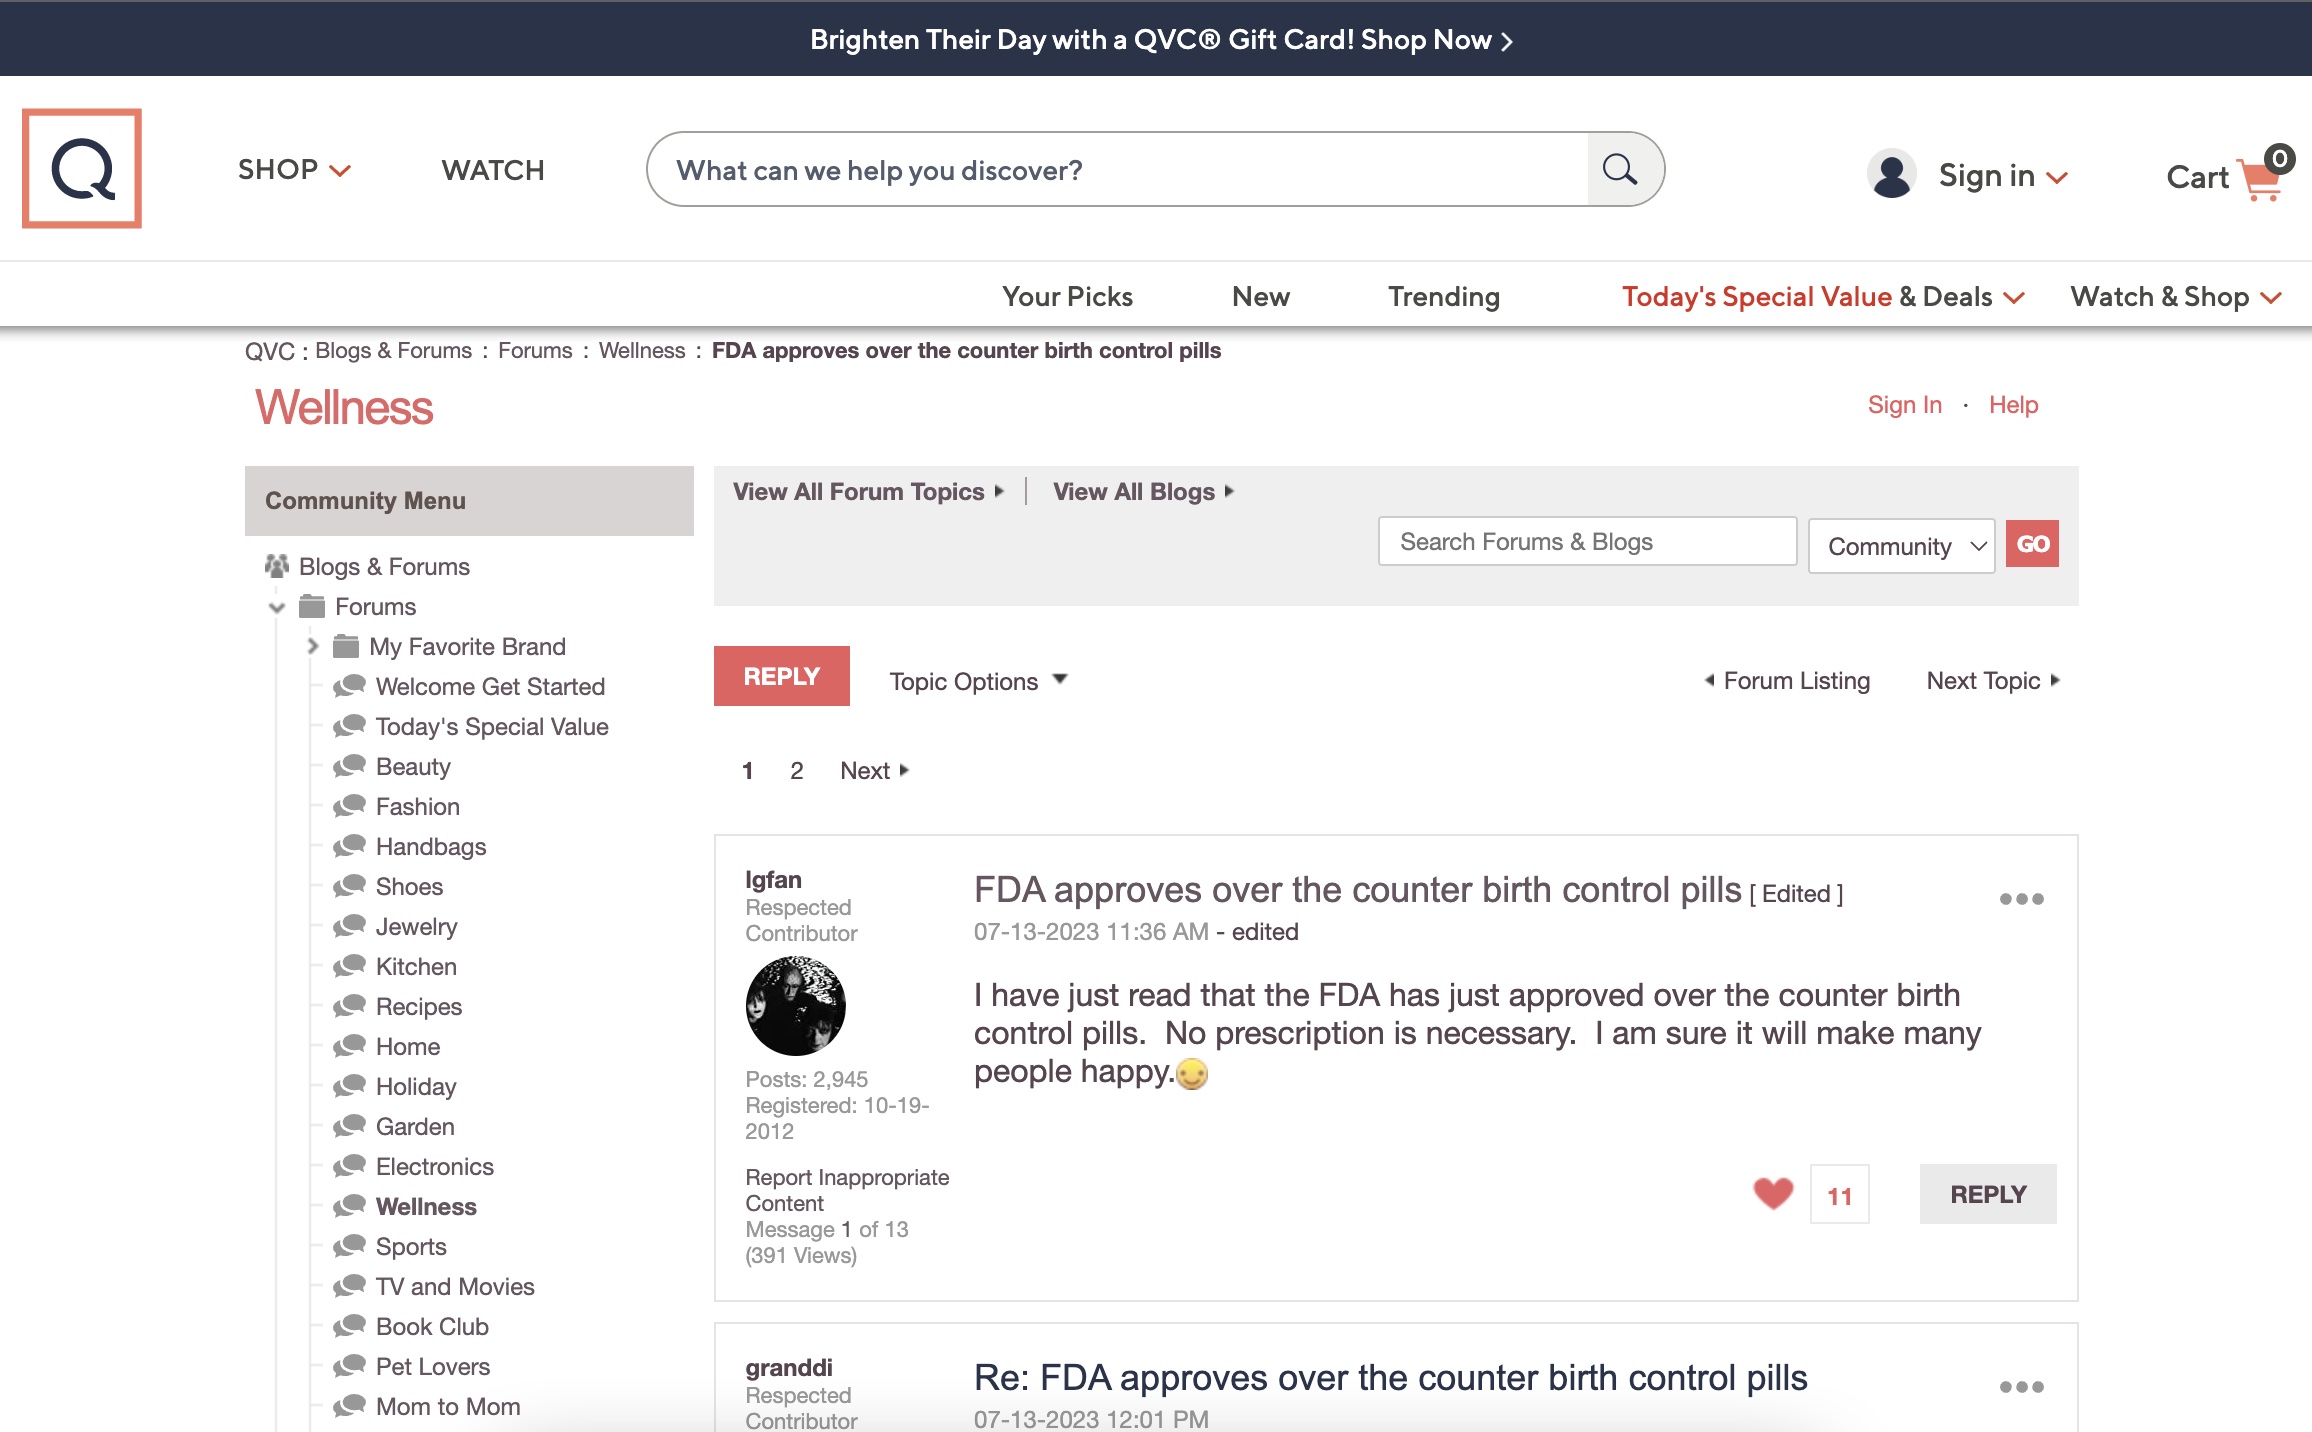 Brighten Their Day with a QVC® Gift Card! Shop Now
Q
SHOP
WATCH
What can we help you discover?
Sign in
Cart
0
Your Picks
New
Trending
Today's Special Value & Deals
Watch & Shop
QVC : Blogs & Forums : Forums : Wellness : FDA approves over the counter birth control pills
Wellness
Sign In · Help
Community Menu
Blogs & Forums
Forums
My Favorite Brand
Welcome Get Started
Today's Special Value
Beauty
Fashion
Handbags
Shoes
Jewelry
Kitchen
Recipes
Home
Holiday
Garden
Electronics
Wellness
Sports
TV and Movies
Book Club
Pet Lovers
Mom to Mom
View All Forum Topics
View All Blogs
Search Forums & Blogs
Community
GO
REPLY
Topic Options
Forum Listing
Next Topic
1 2 Next
lgfan
Respected
Contributor
Posts: 2,945
Registered: 10-19-
2012
Report Inappropriate
Content
Message 1 of 13
(391 Views)
FDA approves over the counter birth control pills [ Edited ]
07-13-2023 11:36 AM - edited
I have just read that the FDA has just approved over the counter birth
control pills.  No prescription is necessary.  I am sure it will make many
people happy.
11
REPLY
granddi
Respected
Contributor
Re: FDA approves over the counter birth control pills
07-13-2023 12:01 PM